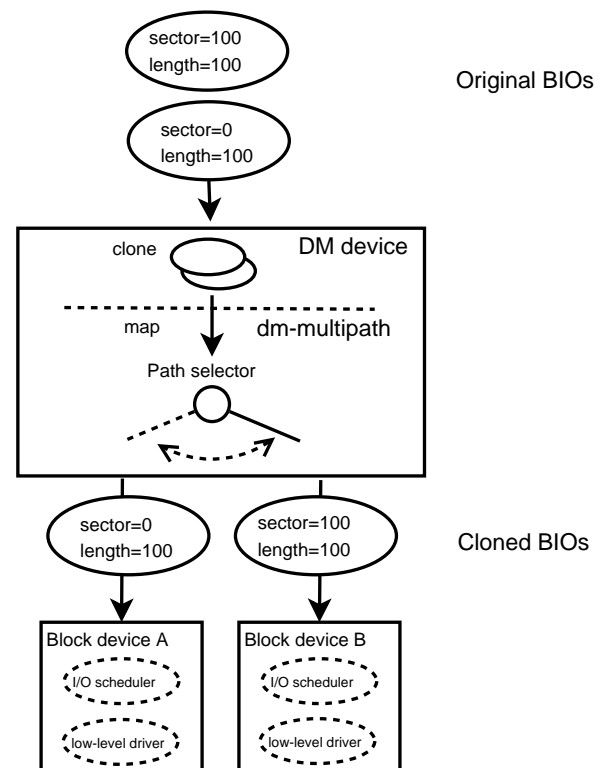 sector=100
length=100
Original BIOs
sector=0
length=100
clone
DM device
map
dm-multipath
Path selector
sector=0
length=100
sector=100
length=100
Cloned BIOs
Block device A
I/O scheduler
low-level driver
Block device B
I/O scheduler
low-level driver